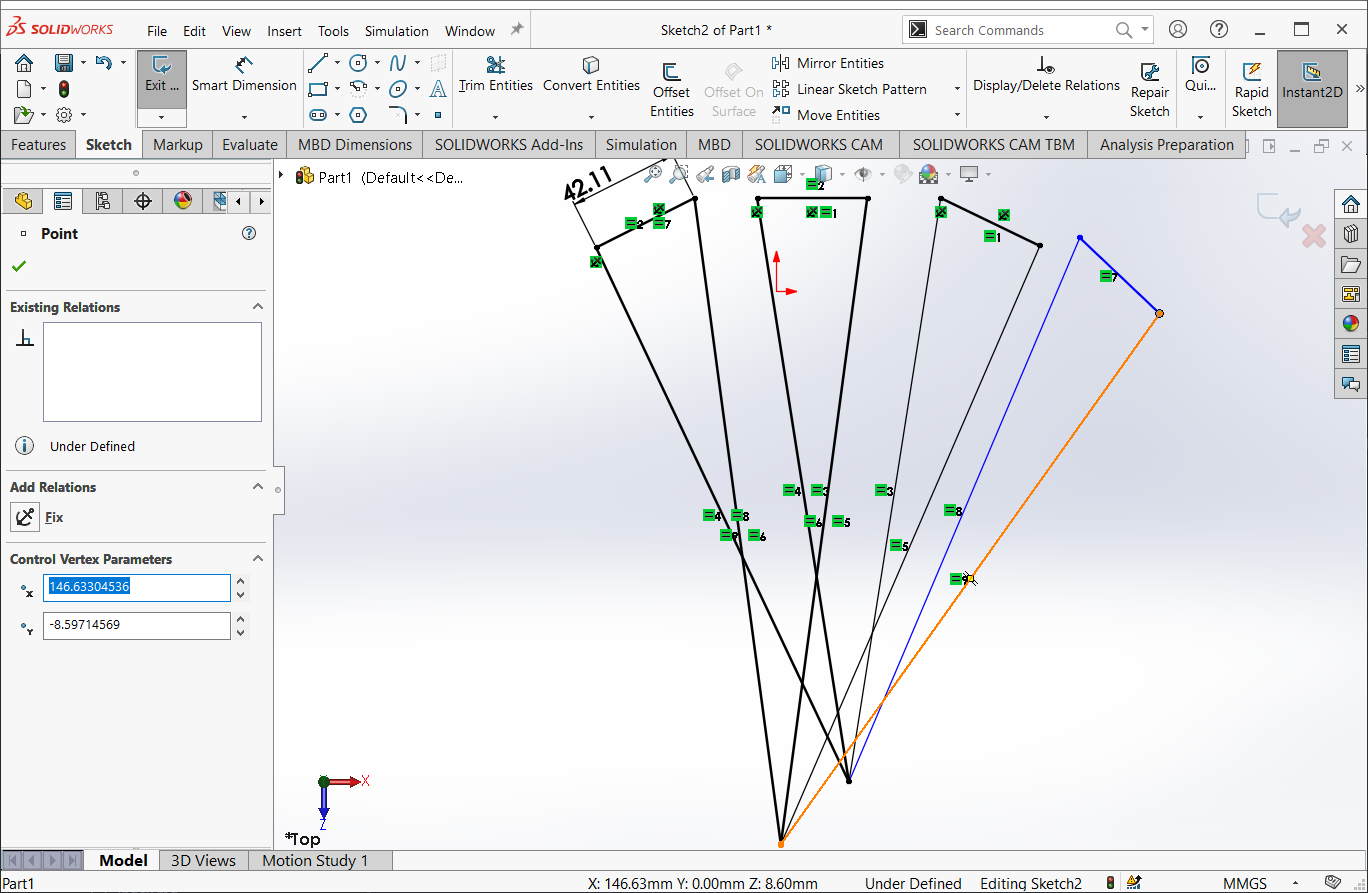 SOLIDWORKS File Edit View Insert Tools Simulation Window Sketch2 of Part1 * Search Commands
Exit ... Smart Dimension Trim Entities Convert Entities Offset Entities Offset On Surface Mirror Entities Linear Sketch Pattern Move Entities Display/Delete Relations Repair Sketch Qui... Rapid Sketch Instant2D
Features Sketch Markup Evaluate MBD Dimensions SOLIDWORKS Add-Ins Simulation MBD SOLIDWORKS CAM SOLIDWORKS CAM TBM Analysis Preparation
Part1 (Default<<De...
Point
Existing Relations
Under Defined
Add Relations
Fix
Control Vertex Parameters
X 146.63304536
Y -8.59714569
42.11
2
2 7
1
1
7
4 3 3
4 8
6 5
8
9 6
5
X
Z
*Top
Model 3D Views Motion Study 1
Part1 X: 146.63mm Y: 0.00mm Z: 8.60mm Under Defined Editing Sketch2 MMGS